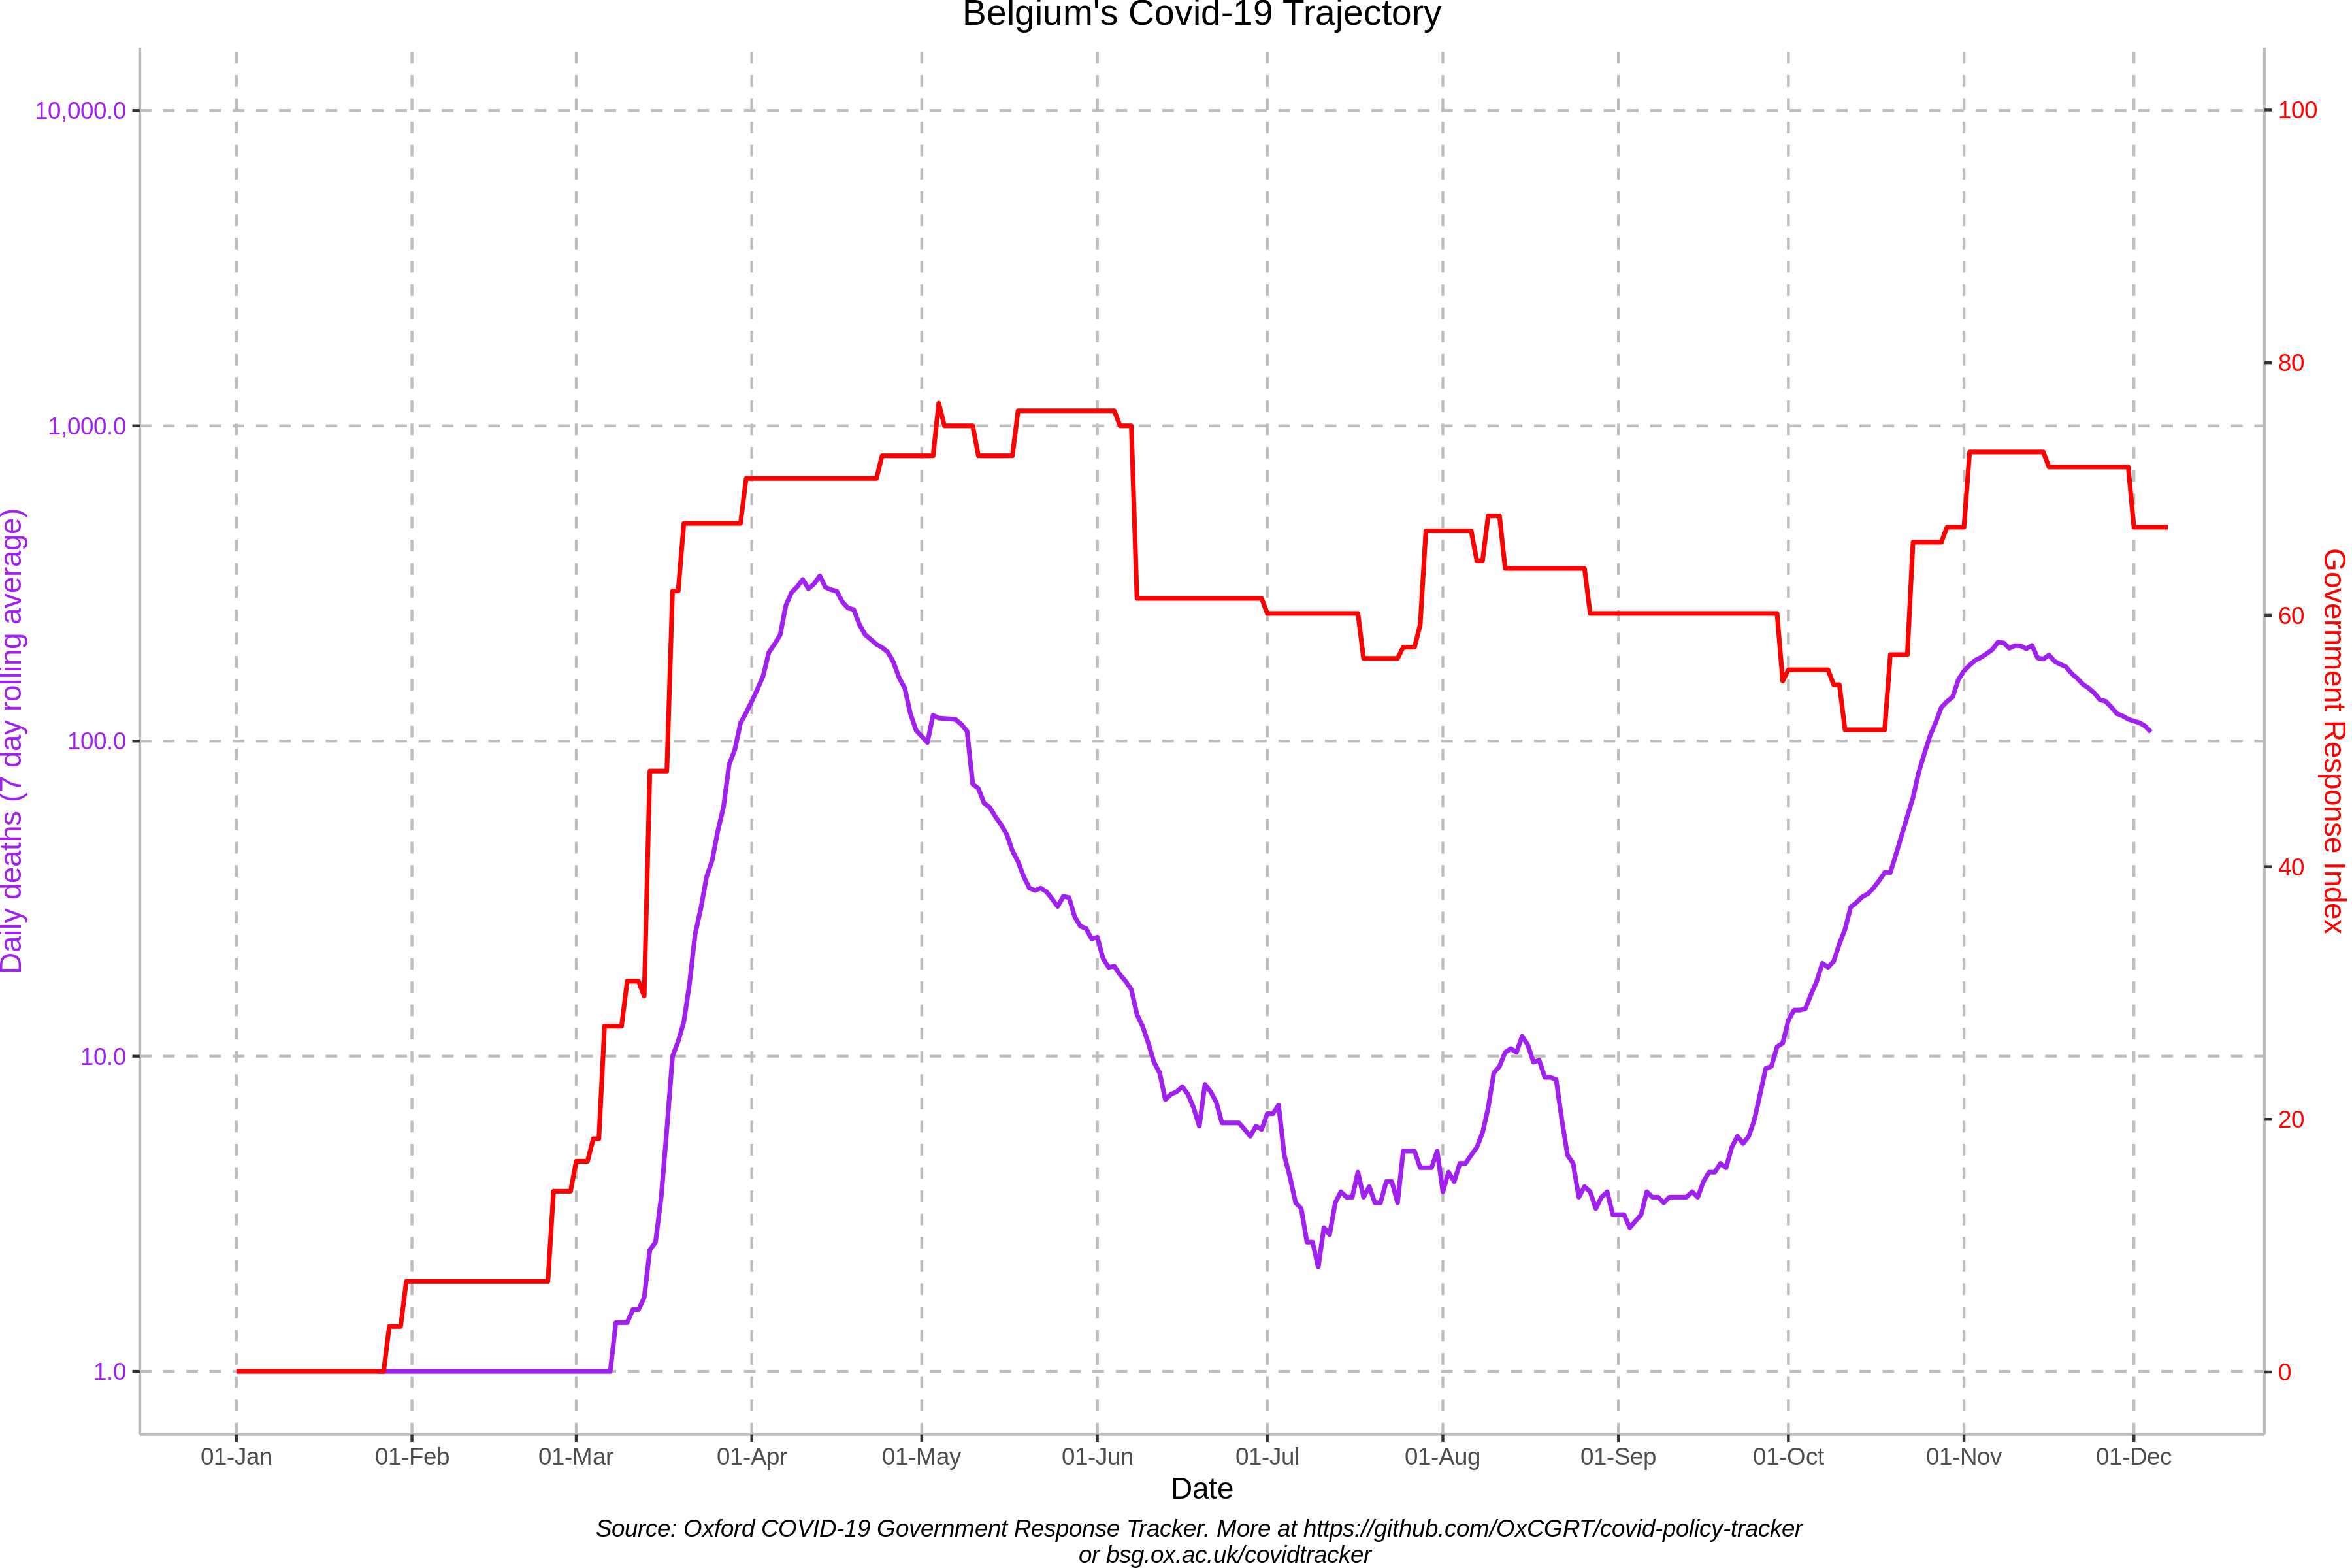 Belgium's Covid-19 Trajectory
10,000.0
1,000.0
100.0
10.0
1.0
Daily deaths (7 day rolling average)
100
80
60
40
20
0
Government Response Index
01-Jan 01-Feb 01-Mar 01-Apr 01-May 01-Jun 01-Jul 01-Aug 01-Sep 01-Oct 01-Nov 01-Dec
Date
Source: Oxford COVID-19 Government Response Tracker. More at https://github.com/OxCGRT/covid-policy-tracker
or bsg.ox.ac.uk/covidtracker